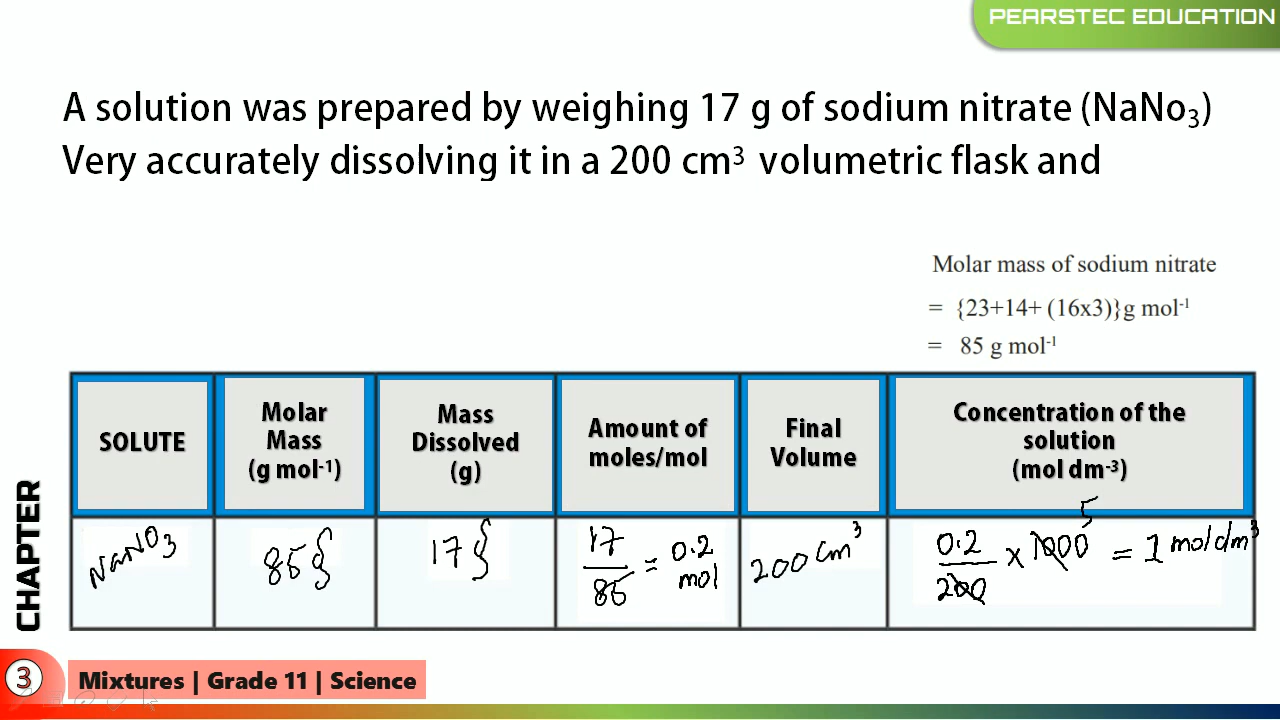 PEARSTEC EDUCATION
A solution was prepared by weighing 17 g of sodium nitrate (NaNo₃)
Very accurately dissolving it in a 200 cm³ volumetric flask and
Molar mass of sodium nitrate
= {23+14+ (16x3)}g mol⁻¹
= 85 g mol⁻¹
SOLUTE
Molar
Mass
(g mol⁻¹)
Mass
Dissolved
(g)
Amount of
moles/mol
Final
Volume
Concentration of the
solution
(mol dm⁻³)
NaNO₃
85g
17g
17/85 = 0.2 mol
200 cm³
0.2/200 × 1000 5 = 1 mol dm³
CHAPTER
3
Mixtures | Grade 11 | Science